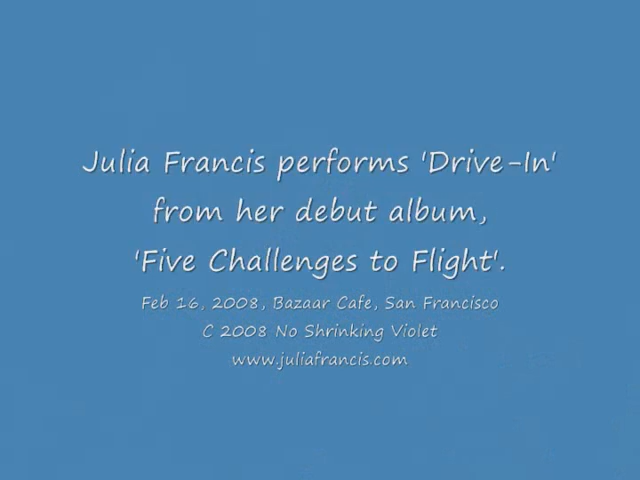 Julia Francis performs 'Drive-In'
from her debut album,
'Five Challenges to Flight'.
Feb 16, 2008, Bazaar Cafe, San Francisco
C 2008 No Shrinking Violet
www.juliafrancis.com